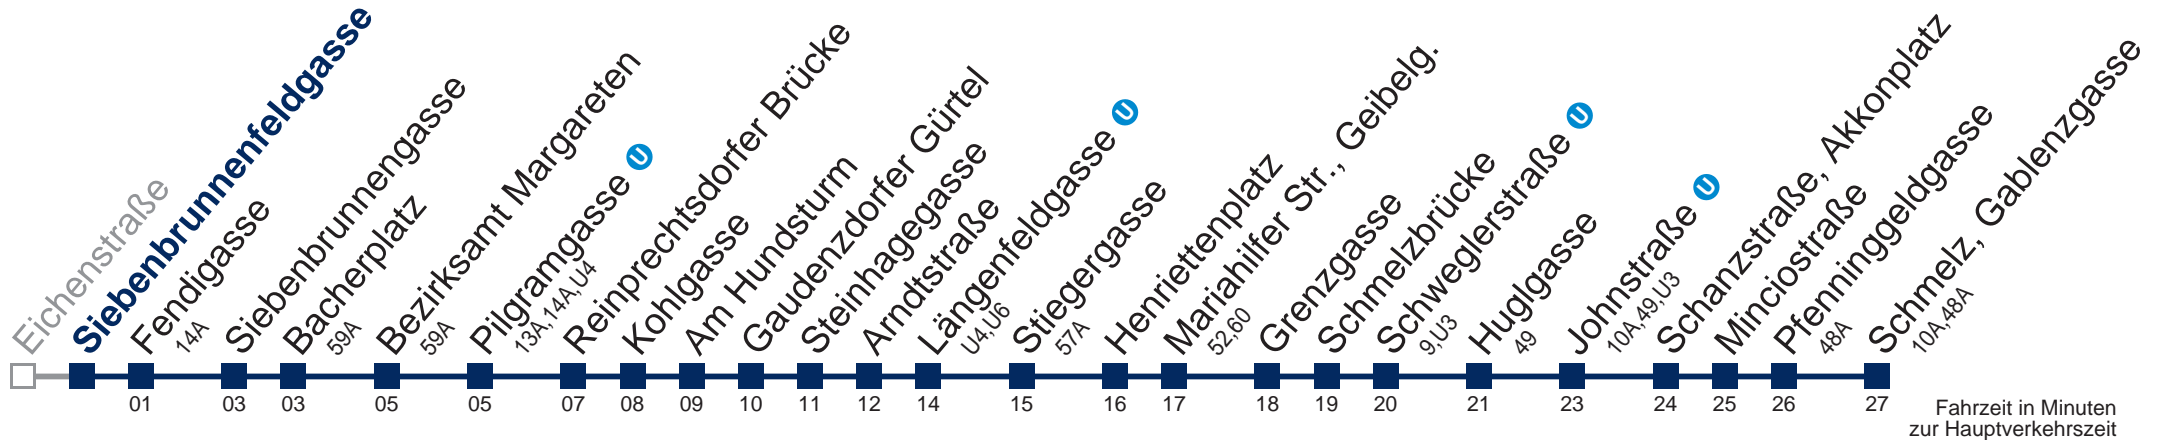 Eichenstraße
Siebenbrunnenfeldgasse
Fendigasse
14A
Siebenbrunnengasse
Bacherplatz
59A
Bezirksamt Margareten
59A
Pilgramgasse U
13A, 14A, U4
Reinprechtsdorfer Brücke
Kohlgasse
Am Hundsturm
Gaudenzdorfer Gürtel
Steinhagegasse
Arndtstraße
Längenfeldgasse U
U4, U6
Stiegergasse
57A
Henriettenplatz
Mariahilfer Str., Geibelg.
52, 60
Grenzgasse
Schmelzbrücke
Schweglerstraße U
9, U3
Huglgasse
49
Johnstraße U
10A, 49, U3
Schanzstraße, Akkonplatz
Minciostraße
Pfenninggeldgasse
48A
Schmelz, Gablenzgasse
10A, 48A
01 03 03 05 05 07 08 09 10 11 12 14 15 16 17 18 19 20 21 23 24 25 26 27
Fahrzeit in Minuten
zur Hauptverkehrszeit